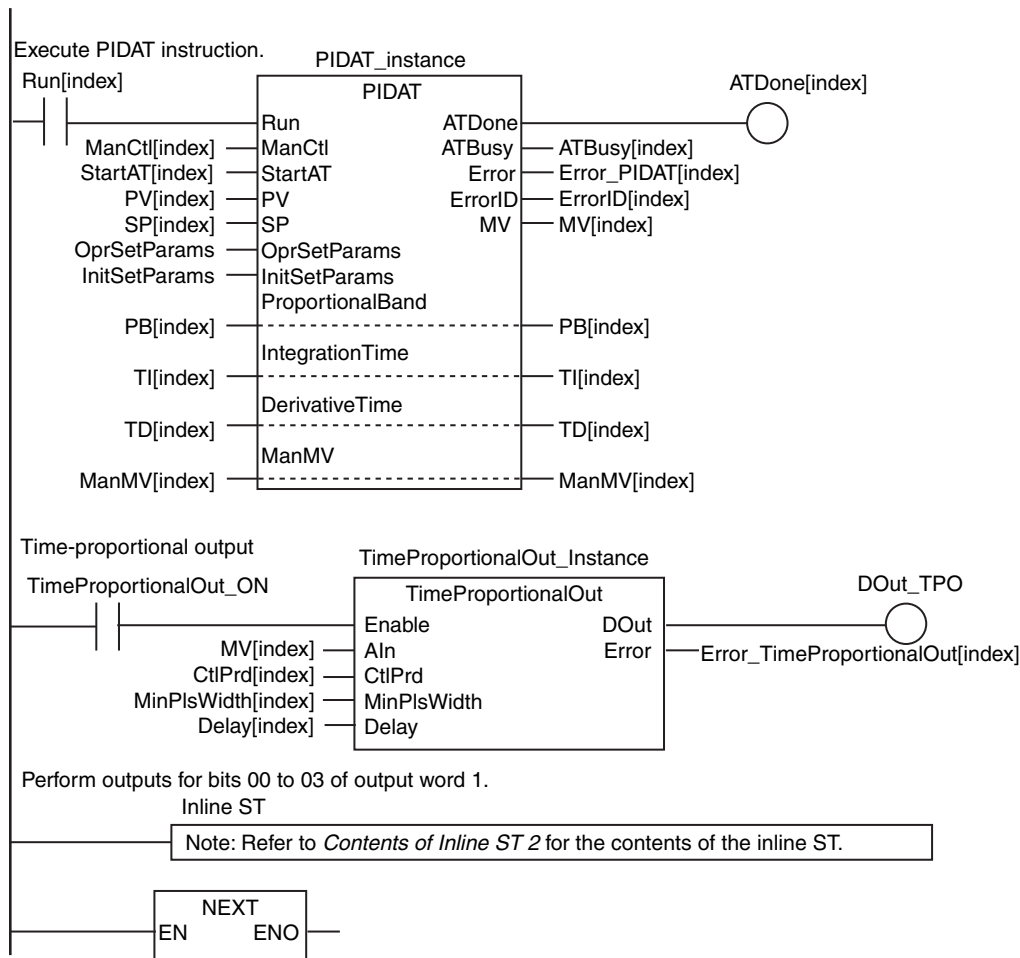 Execute PIDAT instruction.
PIDAT_instance
Run[index]
PIDAT
ATDone[index]
Run ATDone
ManCtl[index] ManCtl ATBusy ATBusy[index]
StartAT[index] StartAT Error Error_PIDAT[index]
PV[index] PV ErrorID ErrorID[index]
SP[index] SP MV MV[index]
OprSetParams OprSetParams
InitSetParams InitSetParams
ProportionalBand
PB[index] PB[index]
IntegrationTime
TI[index] TI[index]
DerivativeTime
TD[index] TD[index]
ManMV
ManMV[index] ManMV[index]
Time-proportional output
TimeProportionalOut_Instance
TimeProportionalOut_ON
TimeProportionalOut
DOut_TPO
Enable DOut
MV[index] AIn Error Error_TimeProportionalOut[index]
CtlPrd[index] CtlPrd
MinPlsWidth[index] MinPlsWidth
Delay[index] Delay
Perform outputs for bits 00 to 03 of output word 1.
Inline ST
Note: Refer to Contents of Inline ST 2 for the contents of the inline ST.
NEXT
EN ENO